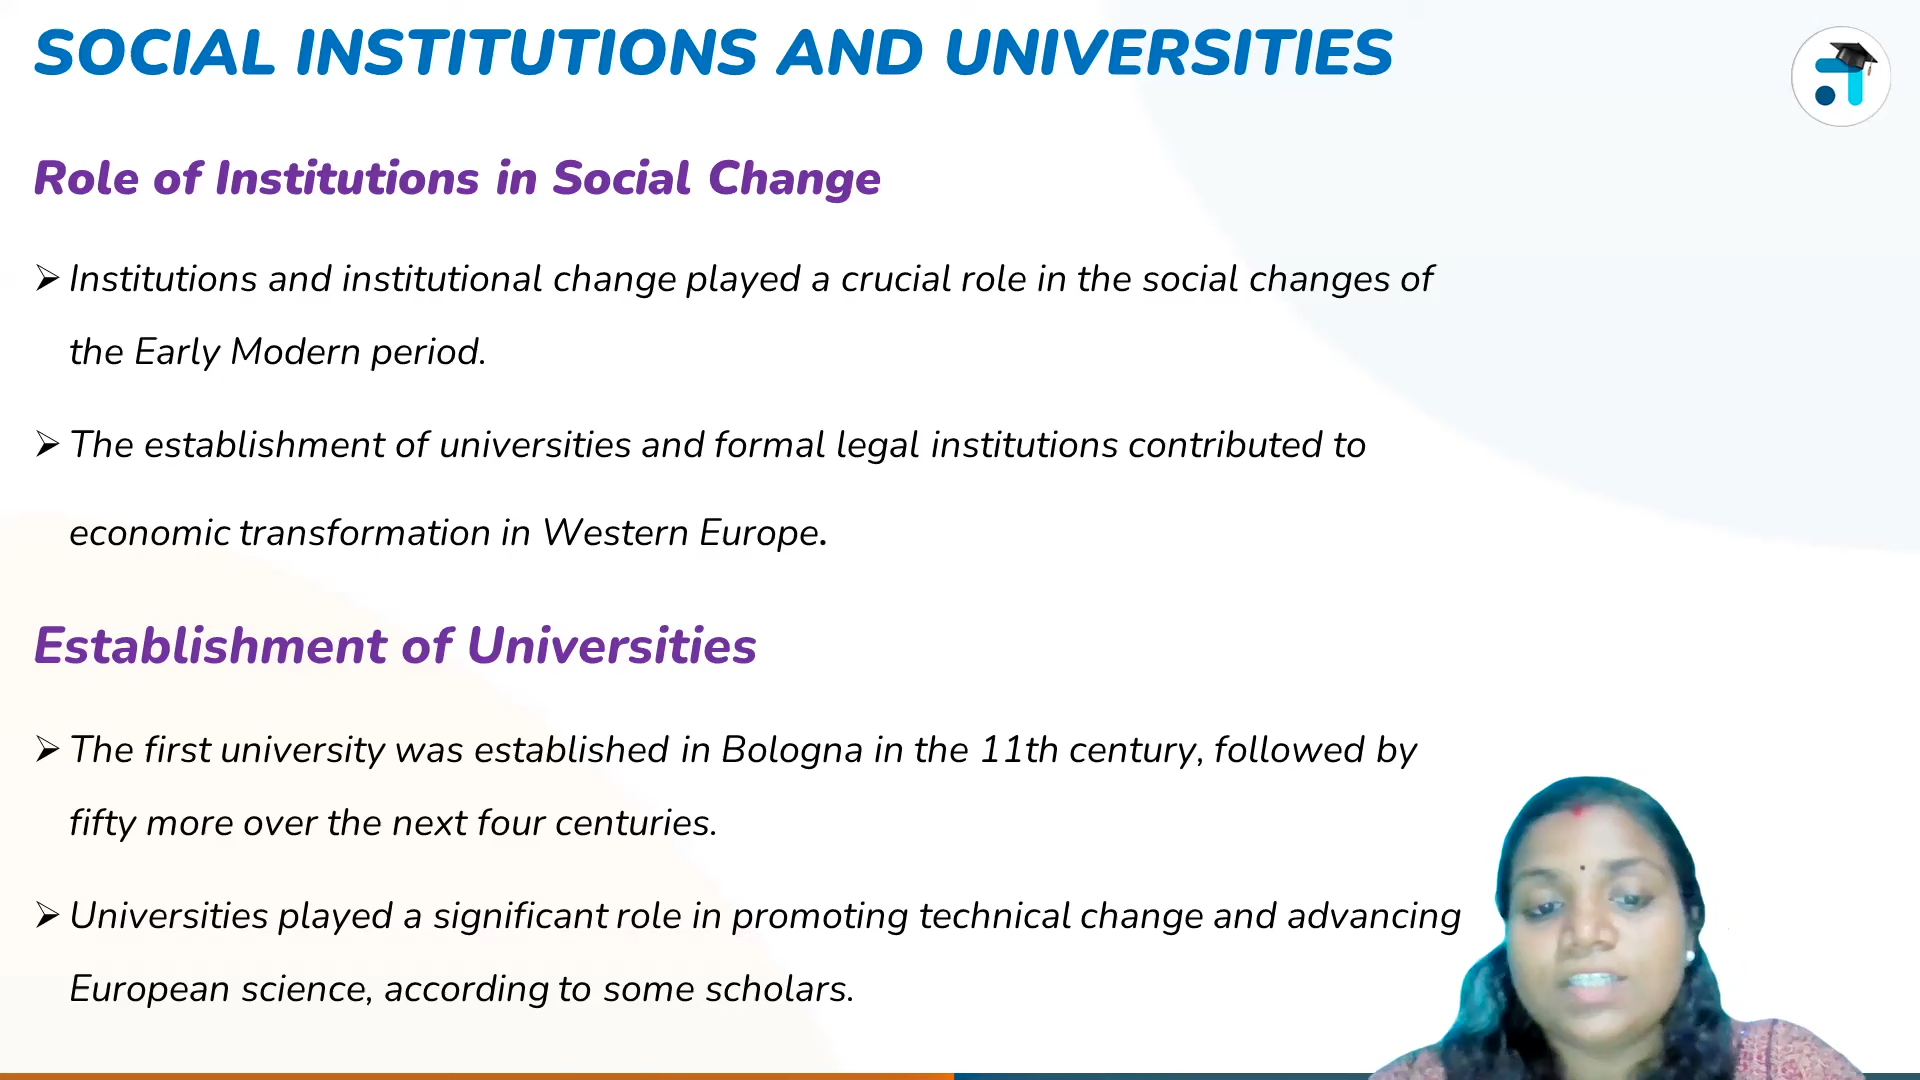 SOCIAL INSTITUTIONS AND UNIVERSITIES
Role of Institutions in Social Change
➢ Institutions and institutional change played a crucial role in the social changes of
the Early Modern period.
➢ The establishment of universities and formal legal institutions contributed to
economic transformation in Western Europe.
Establishment of Universities
➢ The first university was established in Bologna in the 11th century, followed by
fifty more over the next four centuries.
➢ Universities played a significant role in promoting technical change and advancing
European science, according to some scholars.